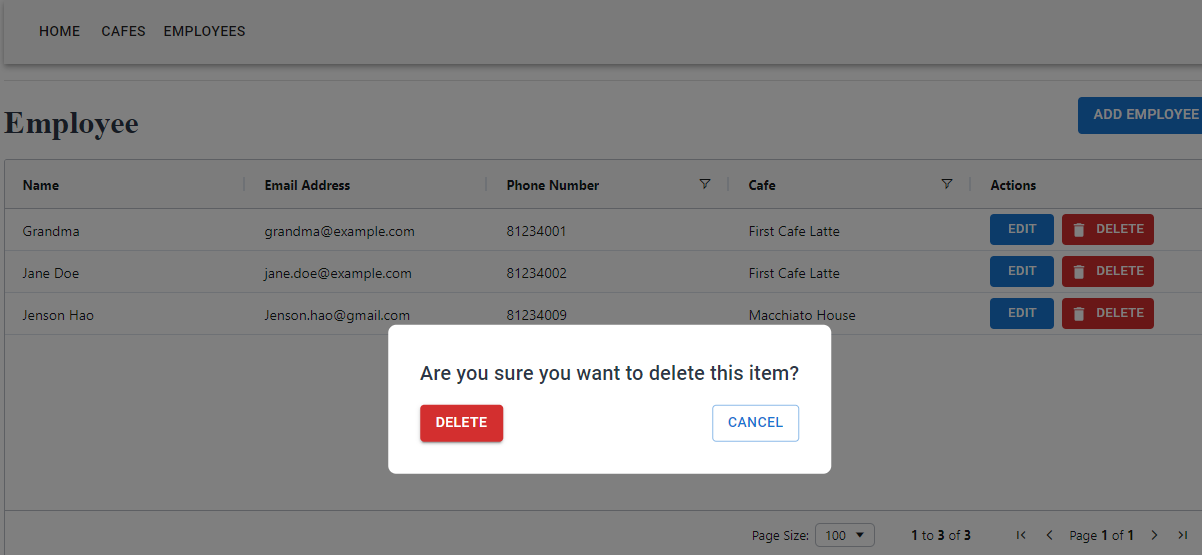 HOME CAFES EMPLOYEES
Employee
ADD EMPLOYEE
Name Email Address Phone Number Cafe Actions
Grandma grandma@example.com 81234001 First Cafe Latte EDIT DELETE
Jane Doe jane.doe@example.com 81234002 First Cafe Latte EDIT DELETE
Jenson Hao Jenson.hao@gmail.com 81234009 Macchiato House EDIT DELETE
Are you sure you want to delete this item?
DELETE CANCEL
Page Size: 100 1 to 3 of 3 Page 1 of 1